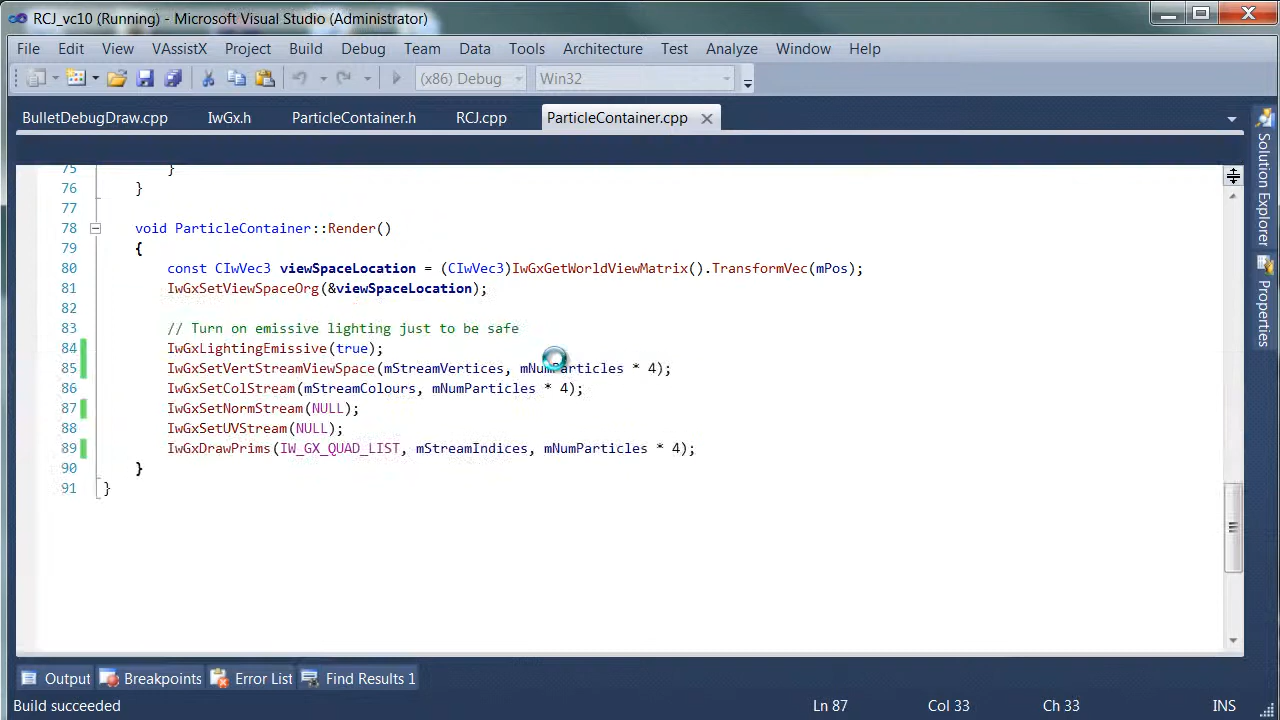 RCJ_vc10 (Running) - Microsoft Visual Studio (Administrator)
File Edit View VAssistX Project Build Debug Team Data Tools Architecture Test Analyze Window Help
(x86) Debug Win32
BulletDebugDraw.cpp IwGx.h ParticleContainer.h RCJ.cpp ParticleContainer.cpp
75 }
76 }
77
78 void ParticleContainer::Render()
79 {
80 const CIwVec3 viewSpaceLocation = (CIwVec3)IwGxGetWorldViewMatrix().TransformVec(mPos);
81 IwGxSetViewSpaceOrg(&viewSpaceLocation);
82
83 // Turn on emissive lighting just to be safe
84 IwGxLightingEmissive(true);
85 IwGxSetVertStreamViewSpace(mStreamVertices, mNumParticles * 4);
86 IwGxSetColStream(mStreamColours, mNumParticles * 4);
87 IwGxSetNormStream(NULL);
88 IwGxSetUVStream(NULL);
89 IwGxDrawPrims(IW_GX_QUAD_LIST, mStreamIndices, mNumParticles * 4);
90 }
91 }
Solution Explorer
Properties
Output Breakpoints Error List Find Results 1
Build succeeded Ln 87 Col 33 Ch 33 INS